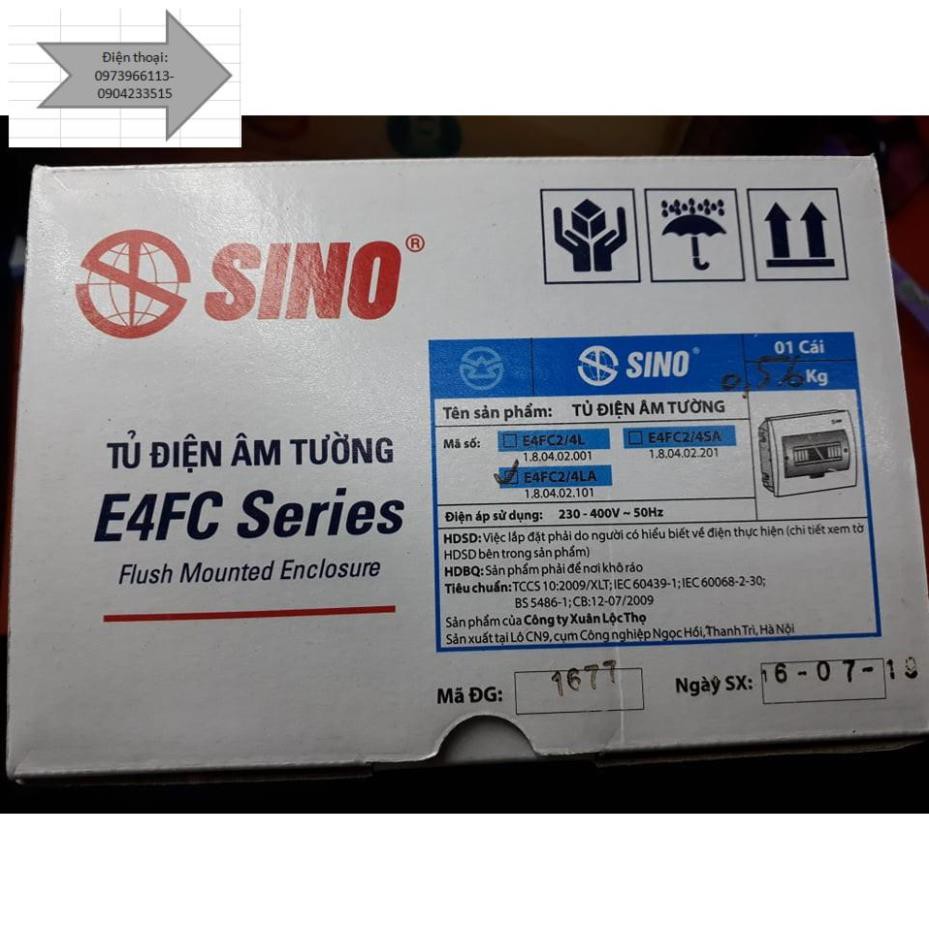 Điện thoại:
0973966113-
0904233515
SINO®
TỦ ĐIỆN ÂM TƯỜNG
E4FC Series
Flush Mounted Enclosure
SINO®
01 Cái
0,56 Kg
Tên sản phẩm: TỦ ĐIỆN ÂM TƯỜNG
Mã số: E4FC2/4L E4FC2/4SA
1.8.04.02.001 1.8.04.02.201
E4FC2/4LA
1.8.04.02.101
Điện áp sử dụng: 230 - 400V ~ 50Hz
HDSD: Việc lắp đặt phải do người có hiểu biết về điện thực hiện (chi tiết xem tờ
HDSD bên trong sản phẩm)
HDBQ: Sản phẩm phải để nơi khô ráo
Tiêu chuẩn: TCCS 10:2009/XLT; IEC 60439-1; IEC 60068-2-30;
BS 5486-1; CB:12-07/2009
Sản phẩm của Công ty Xuân Lộc Thọ
Sản xuất tại Lô CN9, cụm Công nghiệp Ngọc Hồi, Thanh Trì, Hà Nội
Mã ĐG: 1677
Ngày SX: 16-07-19